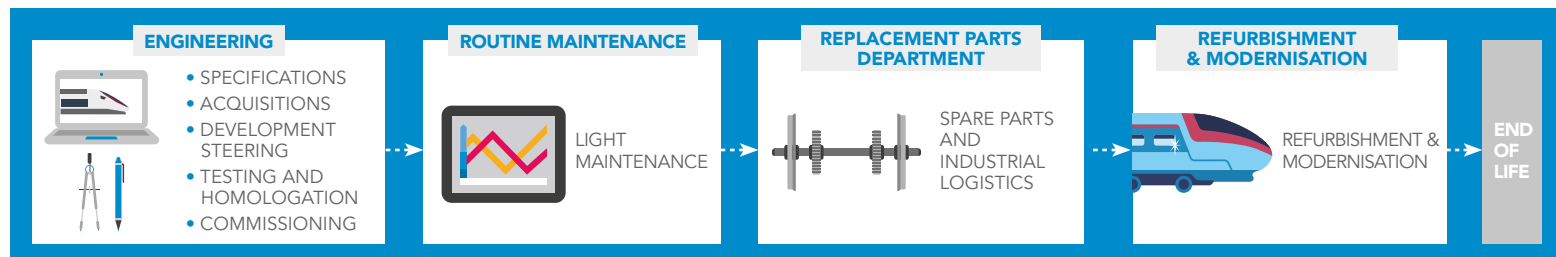 ENGINEERING
• SPECIFICATIONS
• ACQUISITIONS
• DEVELOPMENT
STEERING
• TESTING AND
HOMOLOGATION
• COMMISSIONING
ROUTINE MAINTENANCE
LIGHT
MAINTENANCE
REPLACEMENT PARTS
DEPARTMENT
SPARE PARTS
AND
INDUSTRIAL
LOGISTICS
REFURBISHMENT
& MODERNISATION
REFURBISHMENT &
MODERNISATION
END
OF
LIFE